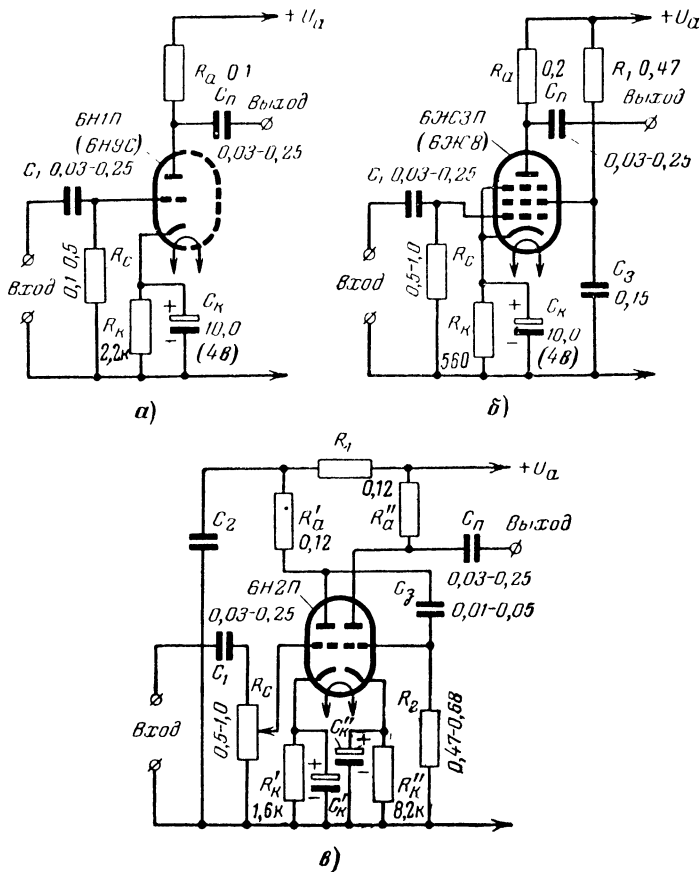 +Uа
Rа 0,1
Cп
Выход
6Н1П
(6НУС)
0,03-0,25
C₁ 0,03-0,25
Rс
0,1-0,5
Вход
Rк
2,2к
+
-
Cк
10,0
(4в)
а)
+Uа
Rа
0,2
R₁ 0,47
Cп
Выход
6ЖЗП
(6Ж8)
0,03-0,25
C₁ 0,03-0,25
Rс
0,5-1,0
Вход
Cэ
0,15
Rк
560
+
-
Cк
10,0
(4в)
б)
R₁
0,12
+Uа
C₂
R'а
0,12
R"а
Cп
Выход
0,03-0,25
6Н2П
0,03-0,25
Cз
0,01-0,05
C₁
Rс
0,5-1,0
Вход
R₂
0,47-0,68
R'к
1,6к
+
-
C'к
C"к
+
-
R"к
8,2к
в)